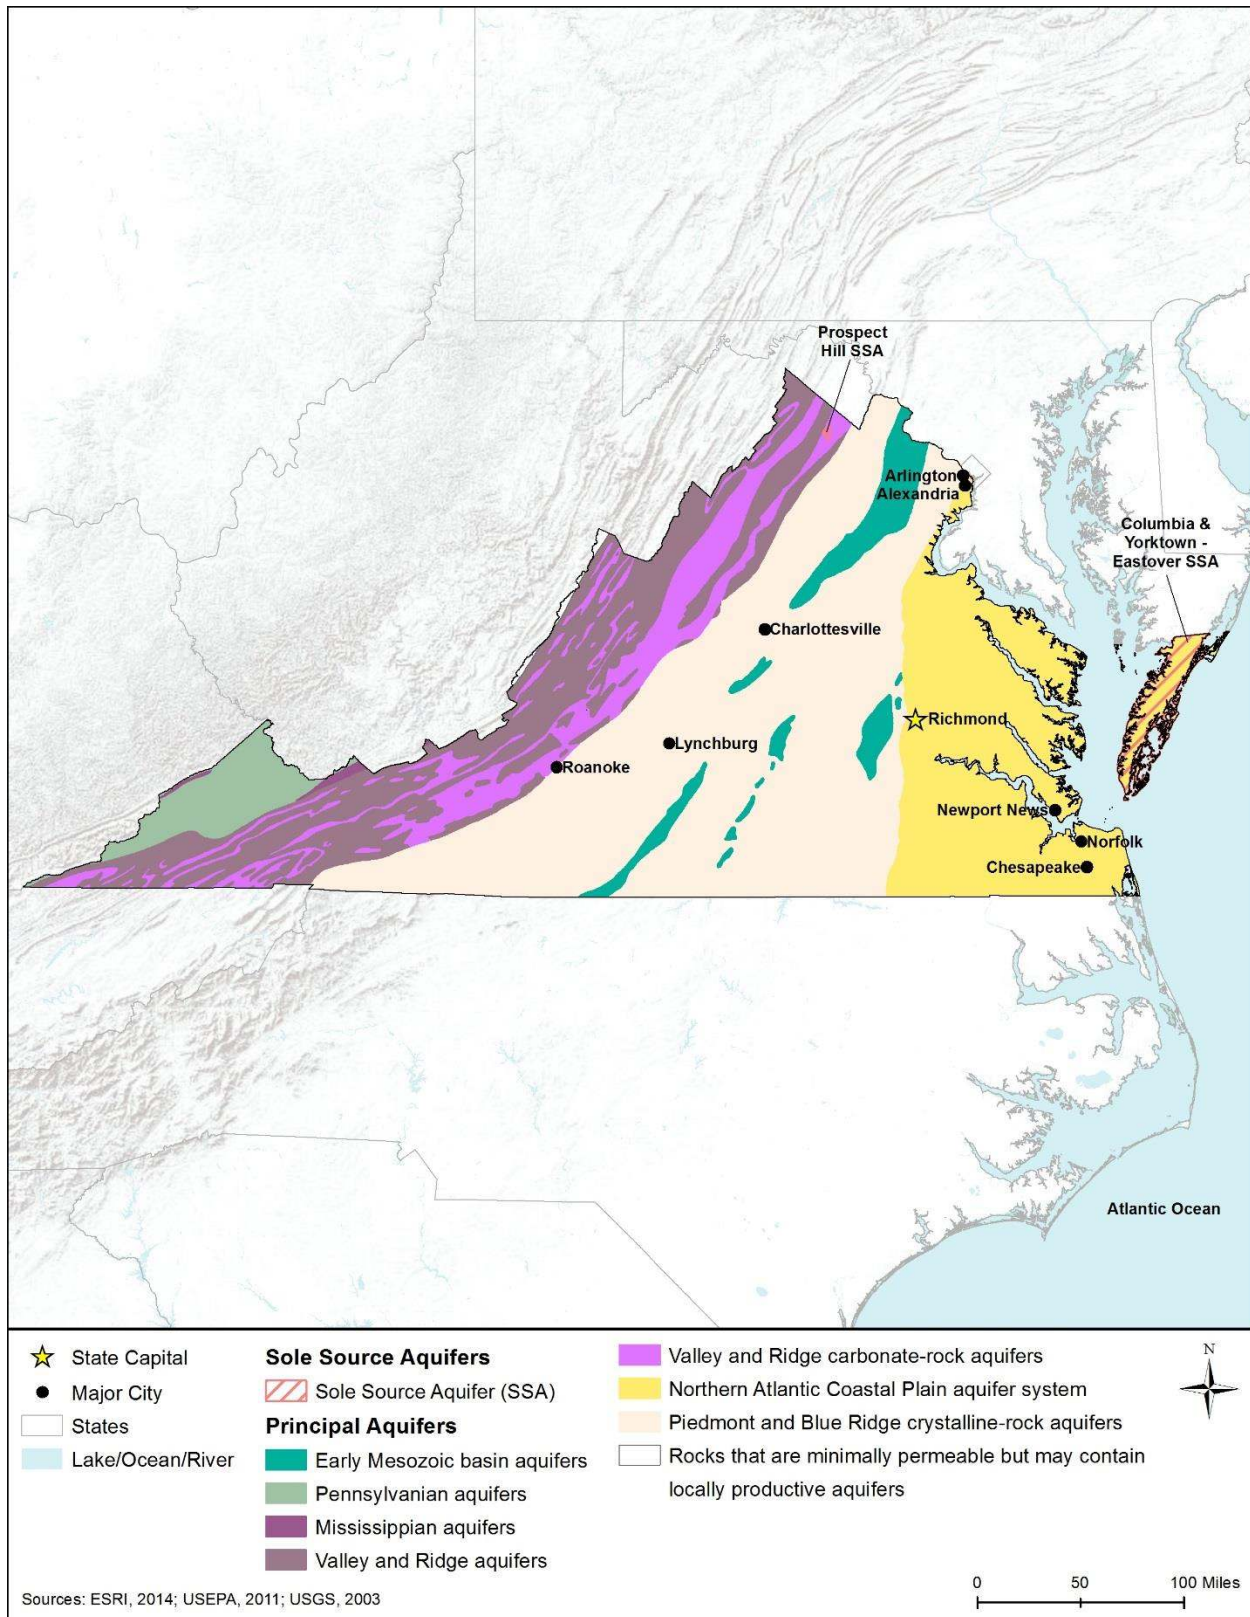 Prospect
Hill SSA
Arlington
Alexandria
Columbia &
Yorktown -
Eastover SSA
Charlottesville
Richmond
Lynchburg
Roanoke
Newport News
Norfolk
Chesapeake
Atlantic Ocean
State Capital
Major City
States
Lake/Ocean/River
Sole Source Aquifers
Sole Source Aquifer (SSA)
Principal Aquifers
Early Mesozoic basin aquifers
Pennsylvanian aquifers
Mississippian aquifers
Valley and Ridge aquifers
Valley and Ridge carbonate-rock aquifers
Northern Atlantic Coastal Plain aquifer system
Piedmont and Blue Ridge crystalline-rock aquifers
Rocks that are minimally permeable but may contain
locally productive aquifers
N
Sources: ESRI, 2014; USEPA, 2011; USGS, 2003
0 50 100 Miles